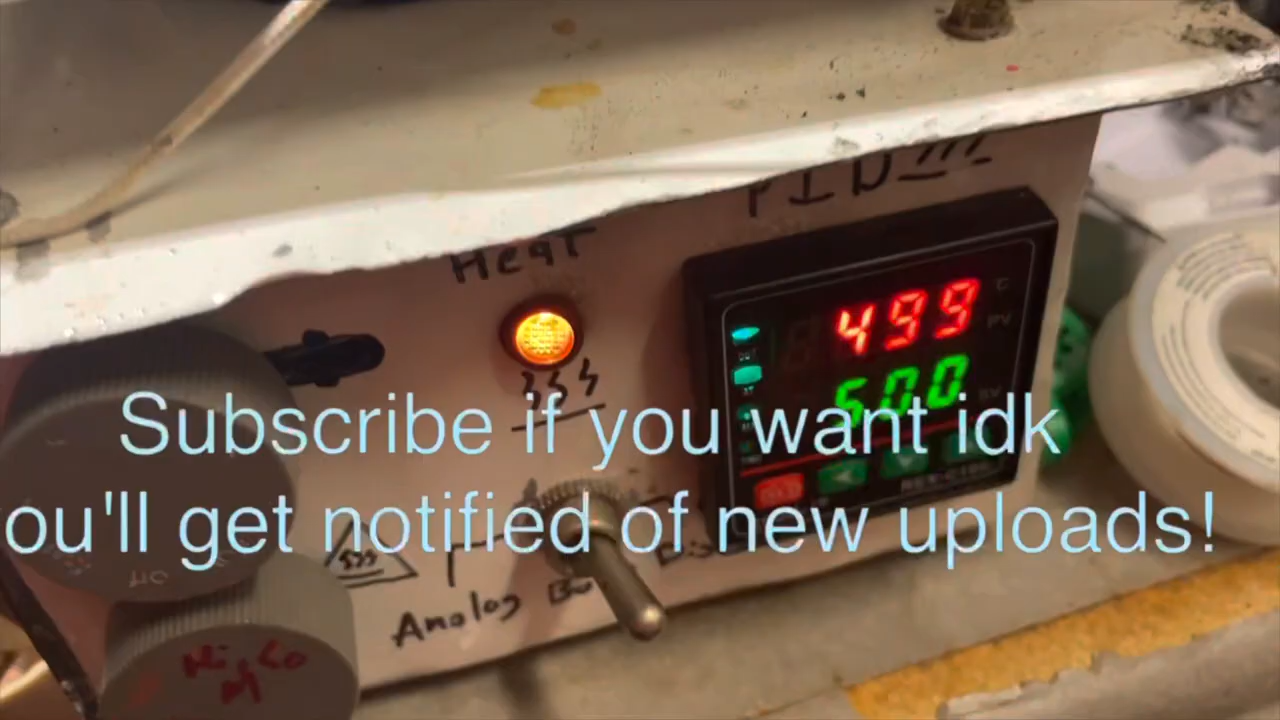 PID
Heat
499
°C
PV
500
SV
Subscribe if you want idk
ou'll get notified of new uploads!
Analog